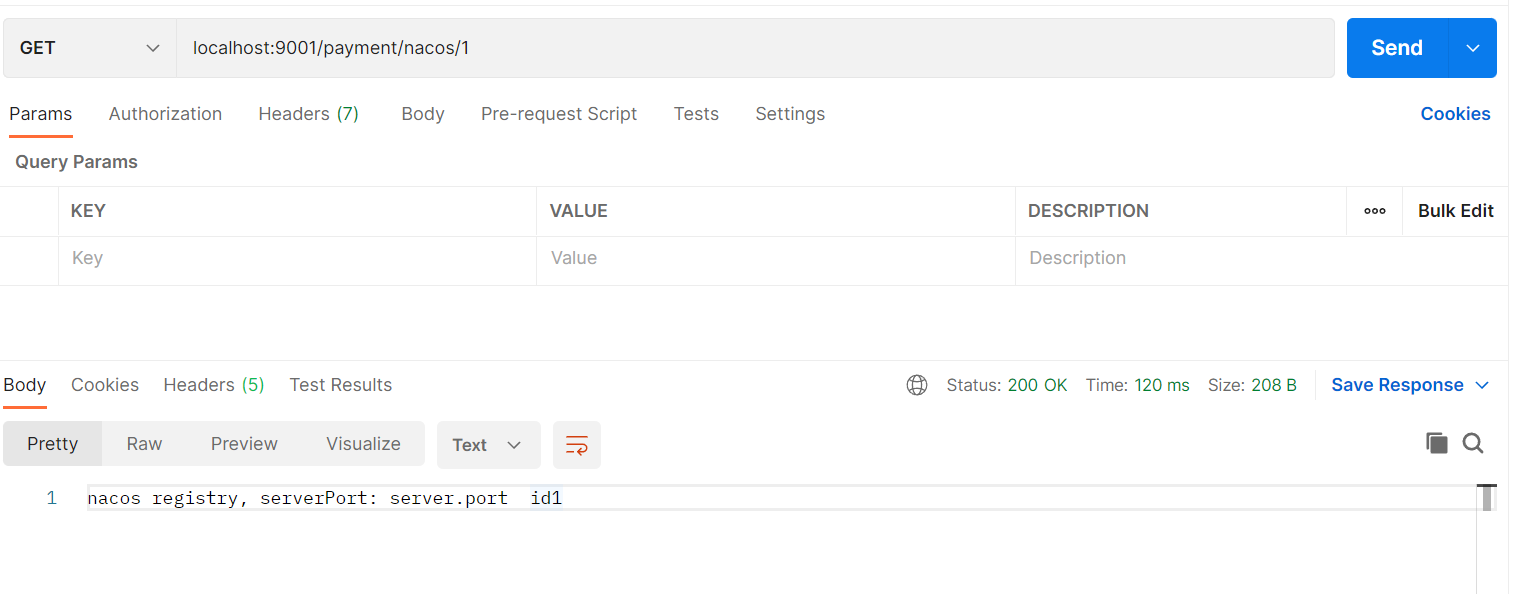 GET localhost:9001/payment/nacos/1 Send
Params Authorization Headers (7) Body Pre-request Script Tests Settings Cookies
Query Params
KEY VALUE DESCRIPTION Bulk Edit
Key Value Description
Body Cookies Headers (5) Test Results Status: 200 OK Time: 120 ms Size: 208 B Save Response
Pretty Raw Preview Visualize Text
1 nacos registry, serverPort: server.port  id1